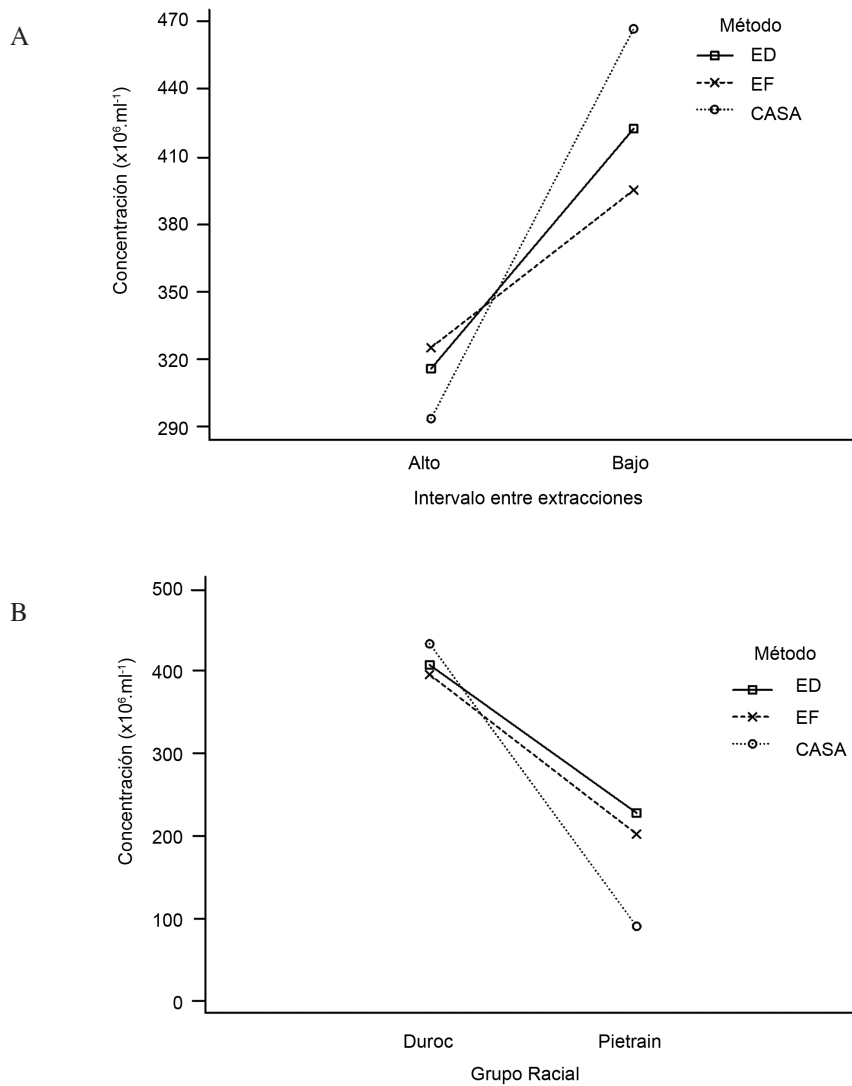 A
Concentración (x10⁶.ml⁻¹)
470
440
410
380
350
320
290
Método
ED
EF
CASA
Alto
Bajo
Intervalo entre extracciones
B
Concentración (x10⁶.ml⁻¹)
500
400
300
200
100
0
Método
ED
EF
CASA
Duroc
Pietrain
Grupo Racial